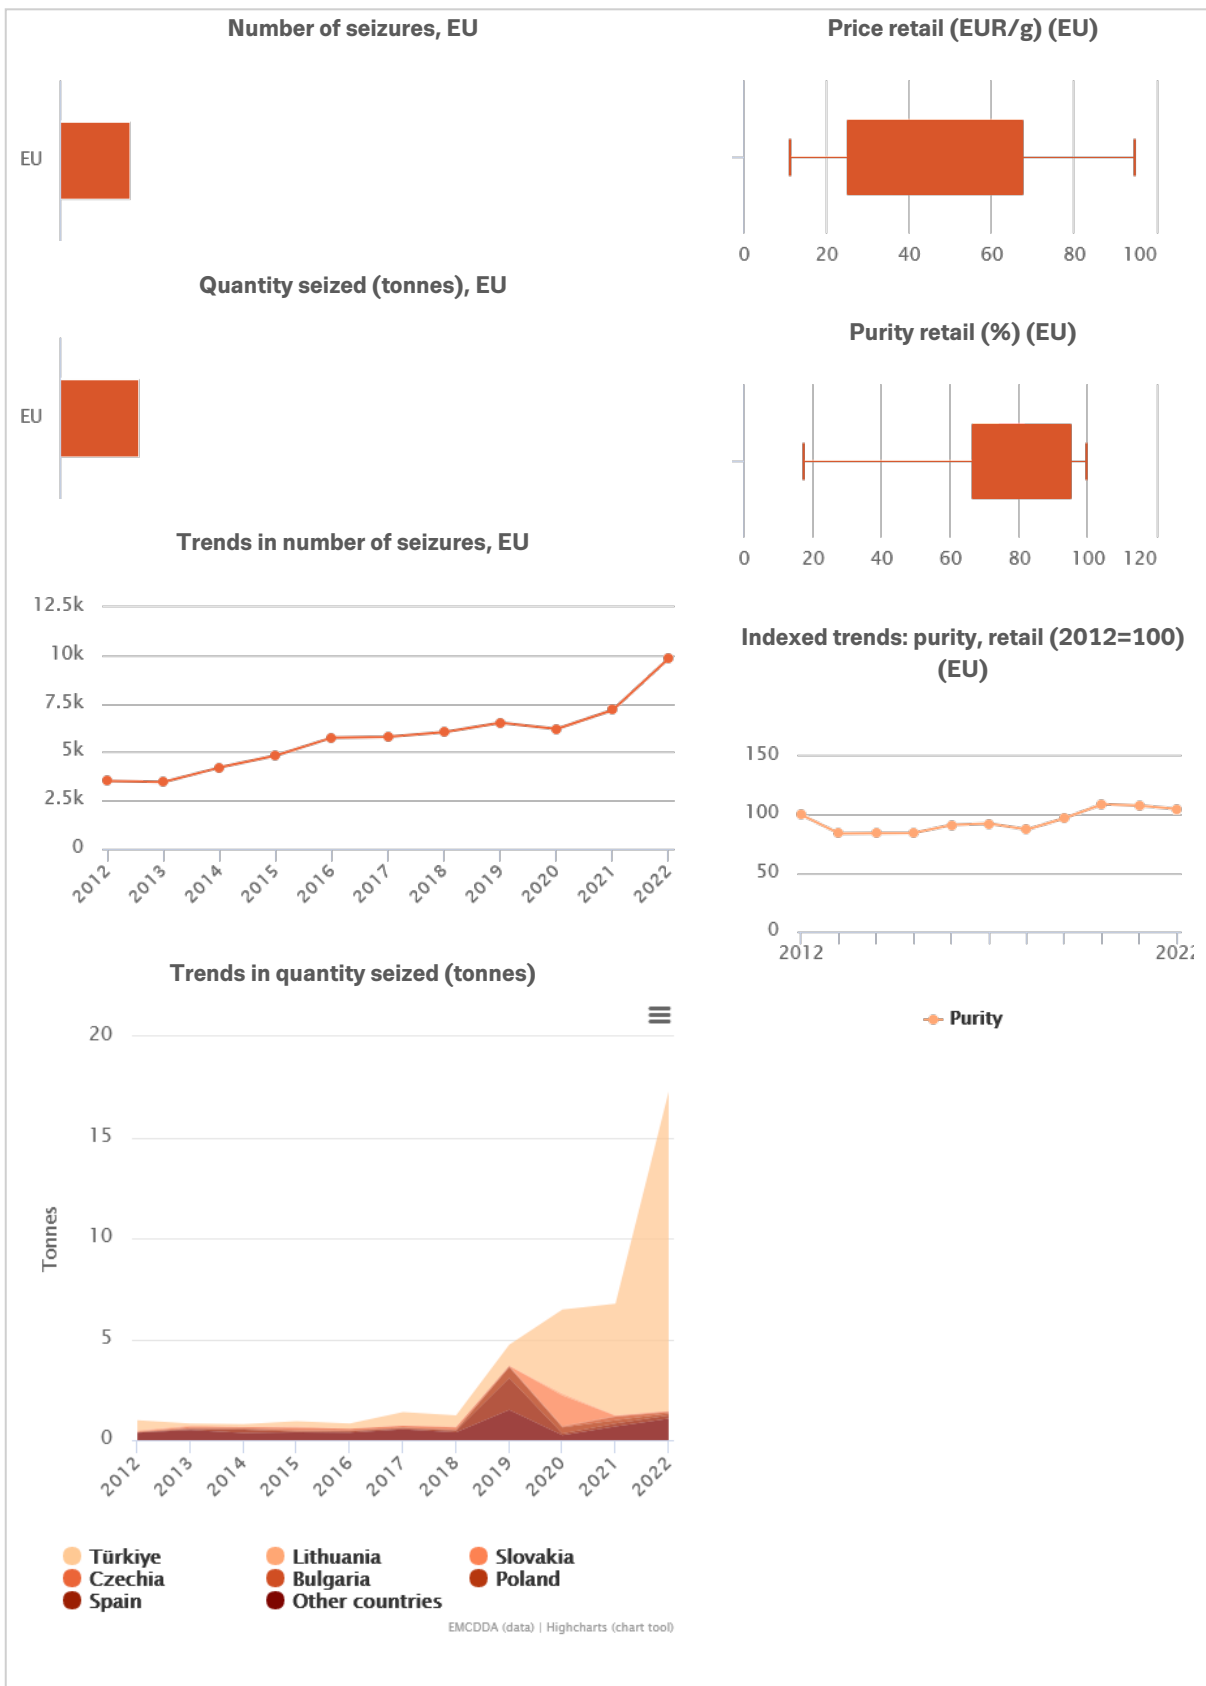 Number of seizures, EU
EU
Quantity seized (tonnes), EU
EU
Trends in number of seizures, EU
12.5k
10k
7.5k
5k
2.5k
0
2012 2013 2014 2015 2016 2017 2018 2019 2020 2021 2022
Trends in quantity seized (tonnes)
20
15
10
5
0
Tonnes
2012 2013 2014 2015 2016 2017 2018 2019 2020 2021 2022
Türkiye Lithuania Slovakia
Czechia Bulgaria Poland
Spain Other countries
EMCDDA (data) | Highcharts (chart tool)
Price retail (EUR/g) (EU)
0 20 40 60 80 100
Purity retail (%) (EU)
0 20 40 60 80 100 120
Indexed trends: purity, retail (2012=100)
(EU)
150
100
50
0
2012 2022
Purity